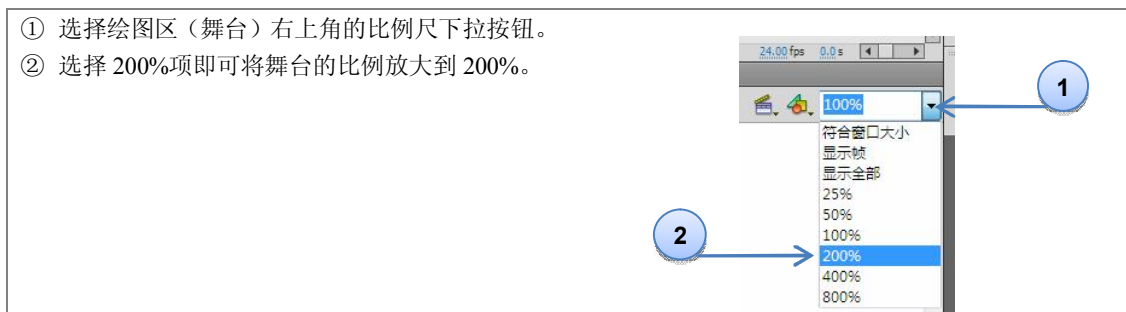 ① 选择绘图区（舞台）右上角的比例尺下拉按钮。
② 选择 200%项即可将舞台的比例放大到 200%。
24.00 fps 0.0 s
100%
1
符合窗口大小
显示帧
显示全部
25%
50%
100%
2
200%
400%
800%